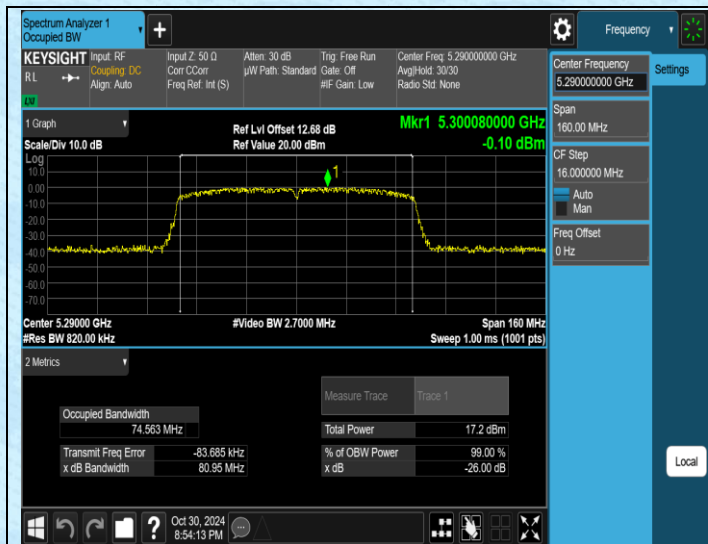 Spectrum Analyzer 1
Occupied BW
Frequency
KEYSIGHT
R L
LXI
Input: RF
Coupling: DC
Align: Auto
Input Z: 50 Ω
Corr CCorr
Freq Ref: Int (S)
Atten: 30 dB
µW Path: Standard
Trig: Free Run
Gate: Off
#IF Gain: Low
Center Freq: 5.290000000 GHz
Avg|Hold: 30/30
Radio Std: None
Center Frequency
5.290000000 GHz
Settings
Span
160.00 MHz
CF Step
16.000000 MHz
Auto
Man
Freq Offset
0 Hz
Local
1 Graph
Scale/Div 10.0 dB
Ref Lvl Offset 12.68 dB
Ref Value 20.00 dBm
Mkr1 5.300080000 GHz
-0.10 dBm
Log
10.0
0.00
-10.0
-20.0
-30.0
-40.0
-50.0
-60.0
-70.0
1
Center 5.29000 GHz
#Res BW 820.00 kHz
#Video BW 2.7000 MHz
Span 160 MHz
Sweep 1.00 ms (1001 pts)
2 Metrics
Measure Trace
Trace 1
Occupied Bandwidth
74.563 MHz
Total Power
17.2 dBm
Transmit Freq Error
-83.685 kHz
% of OBW Power
99.00 %
x dB Bandwidth
80.95 MHz
x dB
-26.00 dB
Oct 30, 2024
8:54:13 PM